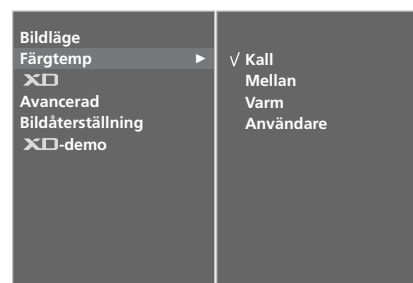 Bildläge
Färgtemp
XD
Avancerad
Bildåterställning
XD-demo
√ Kall
Mellan
Varm
Användare